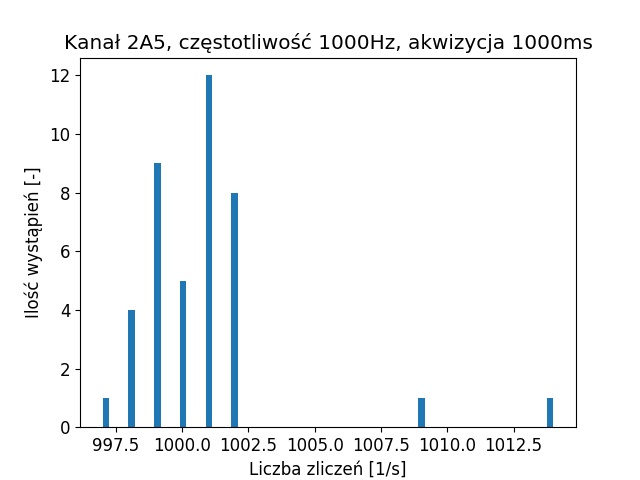 Kanał 2A5, częstotliwość 1000Hz, akwizycja 1000ms
12
10
8
6
4
2
0
Ilość wystąpień [-]
997.5 1000.0 1002.5 1005.0 1007.5 1010.0 1012.5
Liczba zliczeń [1/s]